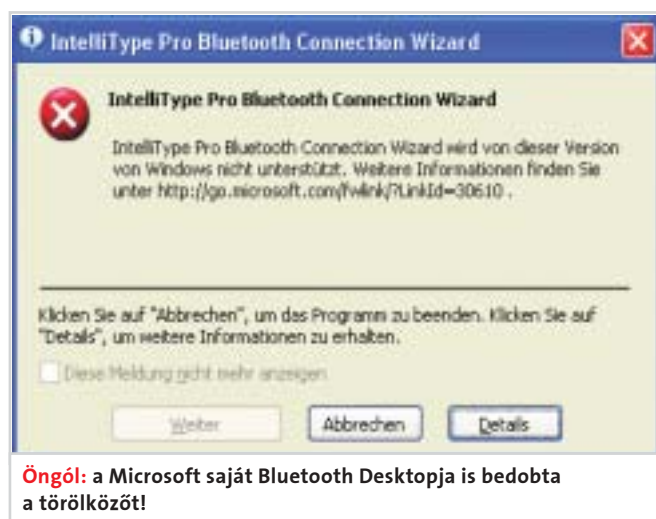 IntelliType Pro Bluetooth Connection Wizard
IntelliType Pro Bluetooth Connection Wizard
IntelliType Pro Bluetooth Connection Wizard wird von dieser Version
von Windows nicht unterstützt. Weitere Informationen finden Sie
unter http://go.microsoft.com/fwlink/?LinkId=30610 .
Klicken Sie auf "Abbrechen", um das Programm zu beenden. Klicken Sie auf
"Details", um weitere Informationen zu erhalten.
Diese Meldung nicht mehr anzeigen
Weiter
Abbrechen
Details
Öngól: a Microsoft saját Bluetooth Desktopja is bedobta
a törölközőt!